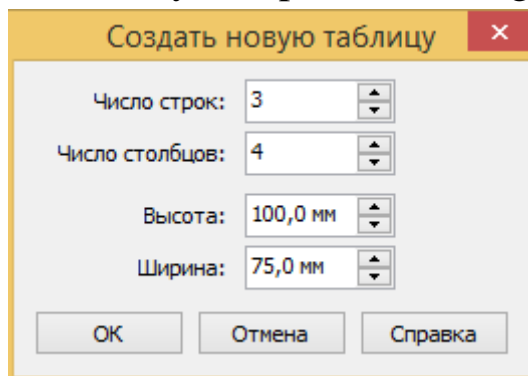 Создать новую таблицу
Число строк: 3
Число столбцов: 4
Высота: 100,0 мм
Ширина: 75,0 мм
ОК Отмена Справка